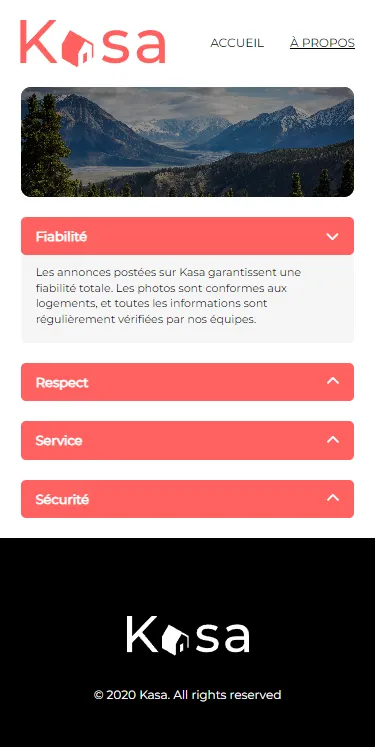 Kasa
ACCUEIL À PROPOS
Fiabilité
Les annonces postées sur Kasa garantissent une
fiabilité totale. Les photos sont conformes aux
logements, et toutes les informations sont
régulièrement vérifiées par nos équipes.
Respect
Service
Sécurité
Kasa
© 2020 Kasa. All rights reserved